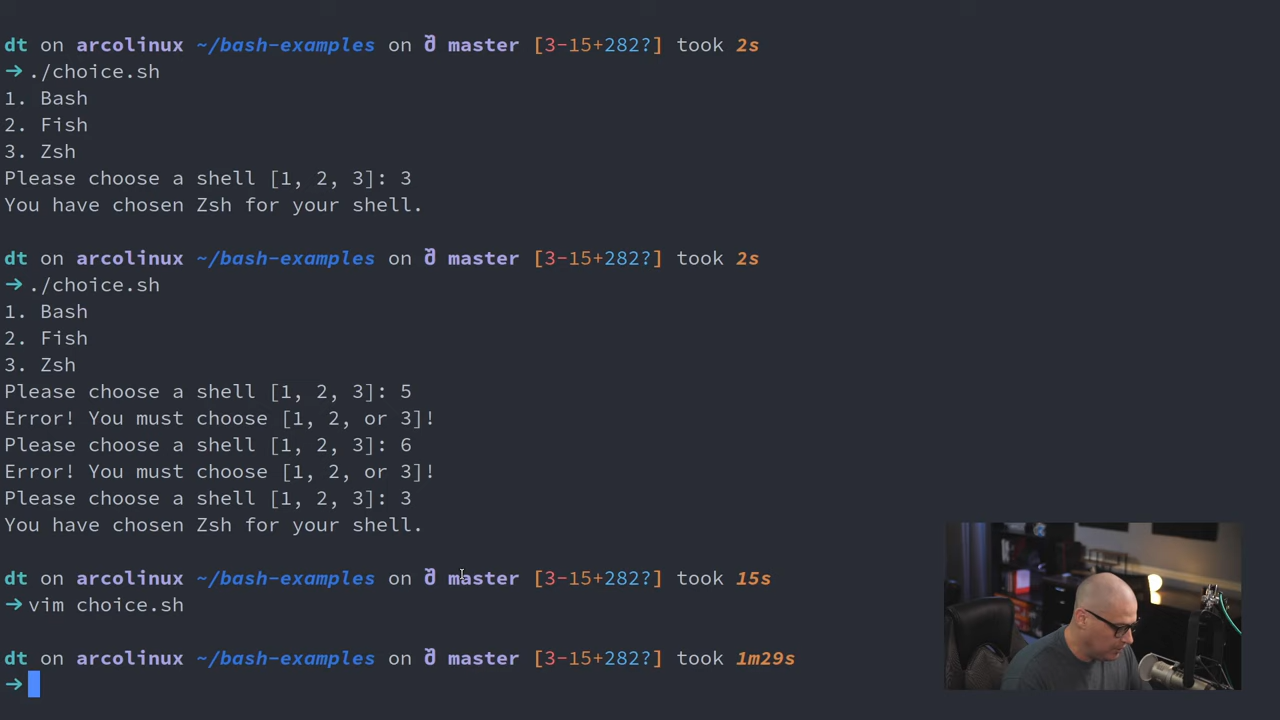 dt on arcolinux ~/bash-examples on master [3-15+282?] took 2s
→ ./choice.sh
1. Bash
2. Fish
3. Zsh
Please choose a shell [1, 2, 3]: 3
You have chosen Zsh for your shell.
dt on arcolinux ~/bash-examples on master [3-15+282?] took 2s
→ ./choice.sh
1. Bash
2. Fish
3. Zsh
Please choose a shell [1, 2, 3]: 5
Error! You must choose [1, 2, or 3]!
Please choose a shell [1, 2, 3]: 6
Error! You must choose [1, 2, or 3]!
Please choose a shell [1, 2, 3]: 3
You have chosen Zsh for your shell.
dt on arcolinux ~/bash-examples on master [3-15+282?] took 15s
→ vim choice.sh
dt on arcolinux ~/bash-examples on master [3-15+282?] took 1m29s
→